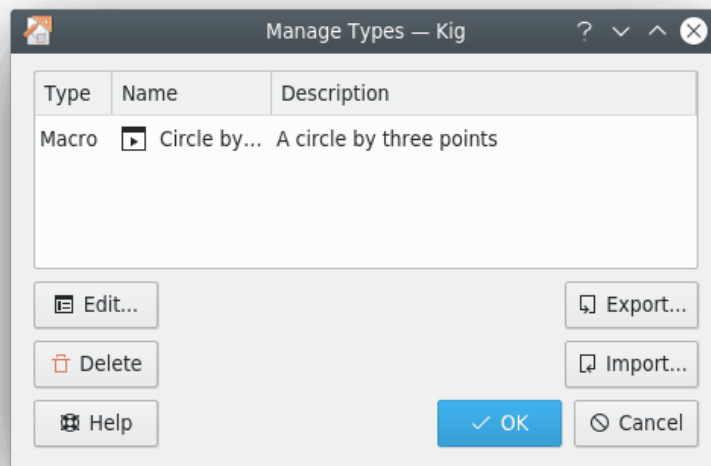 Manage Types — Kig
Type Name Description
Macro Circle by... A circle by three points
Edit... Export...
Delete Import...
Help OK Cancel